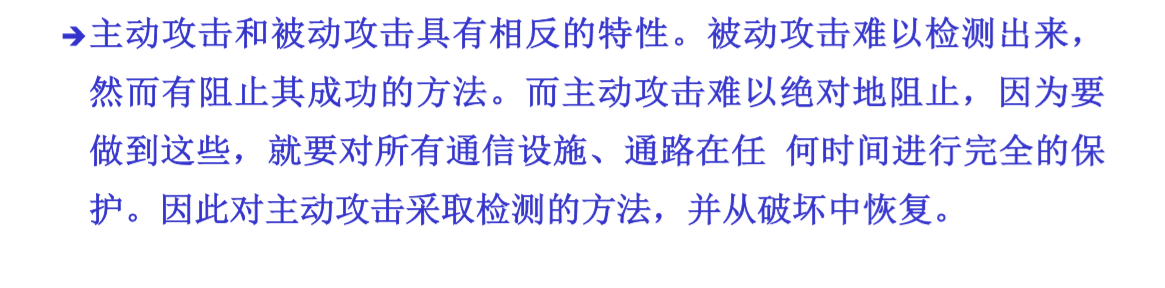 ➔主动攻击和被动攻击具有相反的特性。被动攻击难以检测出来，
然而有阻止其成功的方法。而主动攻击难以绝对地阻止，因为要
做到这些，就要对所有通信设施、通路在任 何时间进行完全的保
护。因此对主动攻击采取检测的方法，并从破坏中恢复。